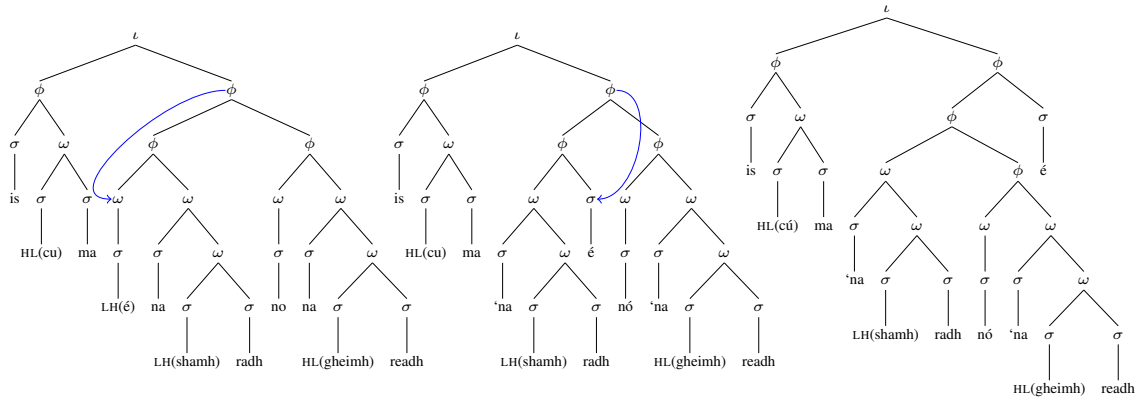 ι
ϕ ϕ
σ ω ϕ ϕ
is σ σ ω ω ω ω
HL(cu) ma σ σ ω σ σ ω
LH(é) na σ σ no na σ σ
LH(shamh) radh HL(gheimh) readh
ι
ϕ ϕ
σ ω ϕ ϕ
is σ σ ω σ ω ω
HL(cu) ma σ ω é σ σ ω
‘na σ σ nó ‘na σ σ
LH(shamh) radh HL(gheimh) readh
ι
ϕ ϕ
σ ω ϕ σ
is σ σ ω ϕ é
HL(cú) ma σ ω ω ω
‘na σ σ σ σ ω
LH(shamh) radh nó ‘na σ σ
HL(gheimh) readh